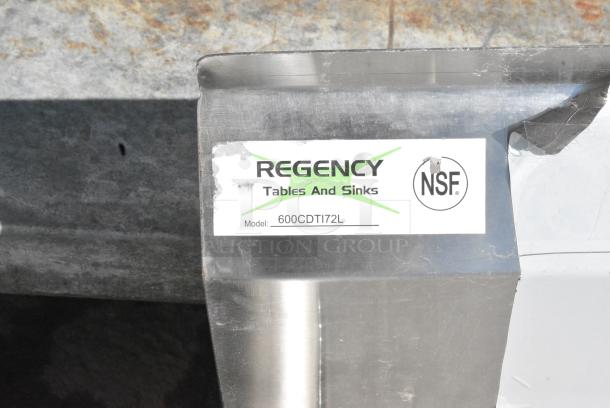 REGENCY
Tables And Sinks
Model: 600CDTI72L
NSF
AUCTION GROUP